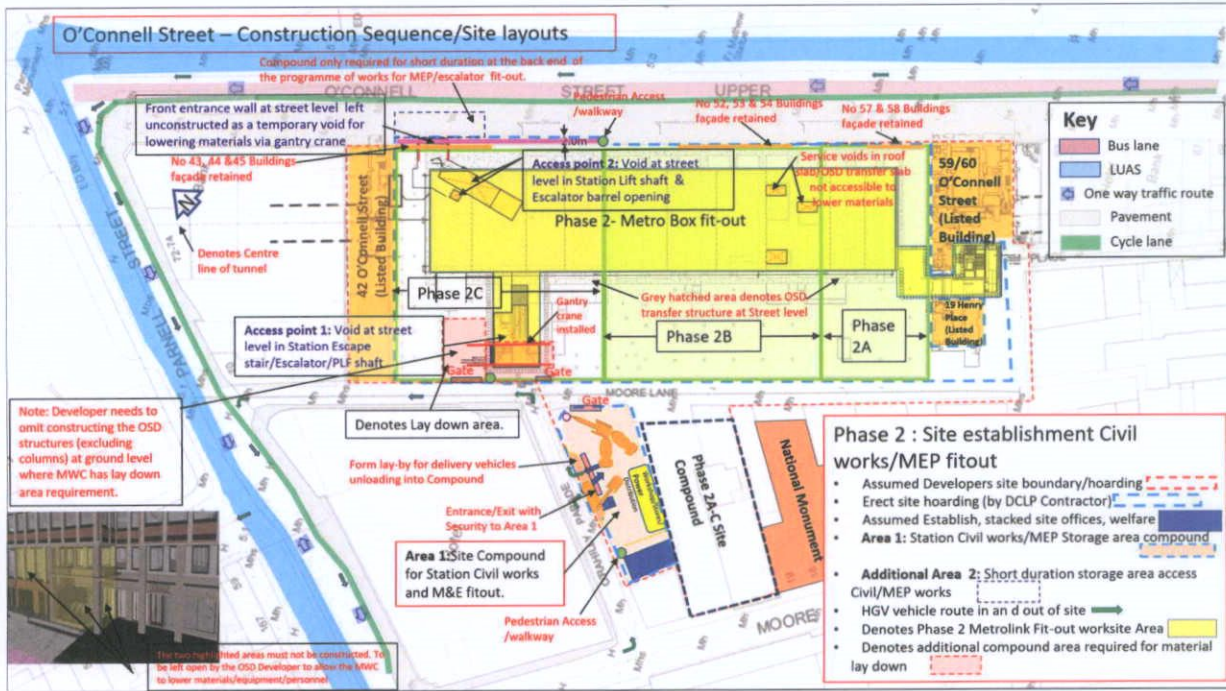 O'Connell Street – Construction Sequence/Site layouts
Compound only required for short duration at the back end of
the programme of works for MEP/escalator fit-out.
O'CONNELL STREET UPPER
Front entrance wall at street level left
unconstructed as a temporary void for
lowering materials via gantry crane
Pedestrian Access
/walkway
No 52, 53 & 54 Buildings
façade retained
No 57 & 58 Buildings
façade retained
No 43, 44 &45 Buildings
façade retained
Access point 2: Void at street
level in Station Lift shaft &
Escalator barrel opening
Service voids in roof
slab/OSD transfer slab
not accessible to
lower materials
59/60
O'Connell
Street
(Listed
Building)
Key
Bus lane
LUAS
One way traffic route
Pavement
Cycle lane
N
Denotes Centre
line of tunnel
42 O'Connell Street
(Listed Building)
Phase 2- Metro Box fit-out
Phase 2C
Gantry
crane
installed
Grey hatched area denotes OSD
transfer structure at Street level
Phase 2B
Phase
2A
19 Henry
Place
(Listed
Building)
PARNELL STREET
Access point 1: Void at street
level in Station Escape
stair/Escalator/PLF shaft
Gate
Gate
MOORE LANE
Note: Developer needs to
omit constructing the OSD
structures (excluding
columns) at ground level
where MWC has lay down
area requirement.
Denotes Lay down area.
Gate
Form lay-by for delivery vehicles
unloading into Compound
Entrance/Exit with
Security to Area 1
Area 1:Site Compound
for Station Civil works
and M&E fitout.
Pedestrian Access
/walkway
Phase 2A-C Site
Compound
National Monument
MOORE
The two highlighted areas must not be constructed. To
be left open by the OSD Developer to allow the MWC
to lower materials/equipment/personnel
Phase 2 : Site establishment Civil
works/MEP fitout
• Assumed Developers site boundary/hoarding
• Erect site hoarding (by DCLP Contractor)
• Assumed Establish, stacked site offices, welfare
• Area 1: Station Civil works/MEP Storage area compound
• Additional Area 2: Short duration storage area access
Civil/MEP works
• HGV vehicle route in an d out of site
• Denotes Phase 2 Metrolink Fit-out worksite Area
• Denotes additional compound area required for material
lay down